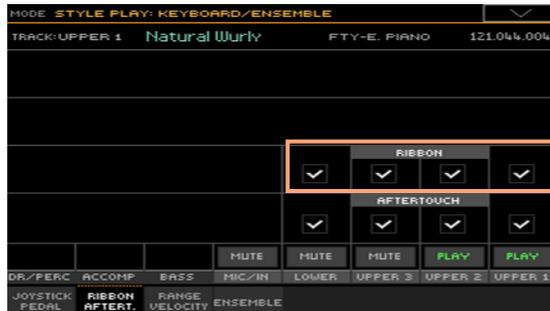 MODE STYLE PLAY: KEYBOARD/ENSEMBLE
TRACK:UPPER 1 Natural Wurly FTY-E. PIANO 121.044.004
RIBBON
AFTERTOUCH
MUTE MUTE MUTE PLAY PLAY
DR/PERC ACCOMP BASS MIC/IN LOWER UPPER 3 UPPER 2 UPPER 1
JOYSTICK RIBBON RANGE
PEDAL AFTERT. VELOCITY ENSEMBLE